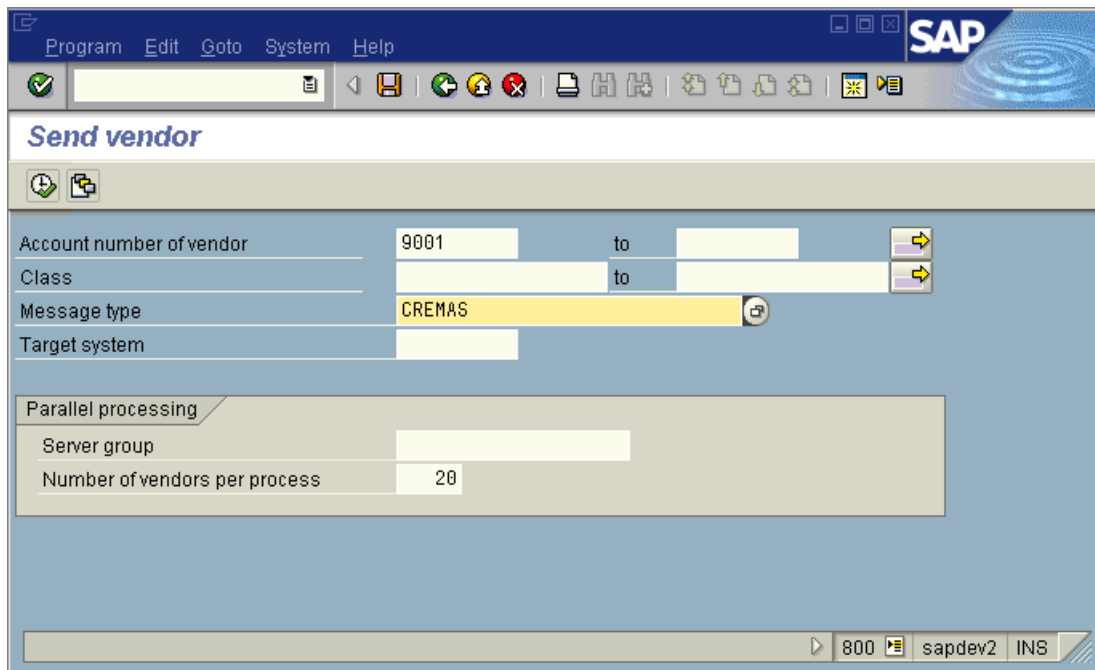 Program Edit Goto System Help
SAP
Send vendor
Account number of vendor 9001 to
Class to
Message type CREMAS
Target system
Parallel processing
Server group
Number of vendors per process 20
800 sapdev2 INS